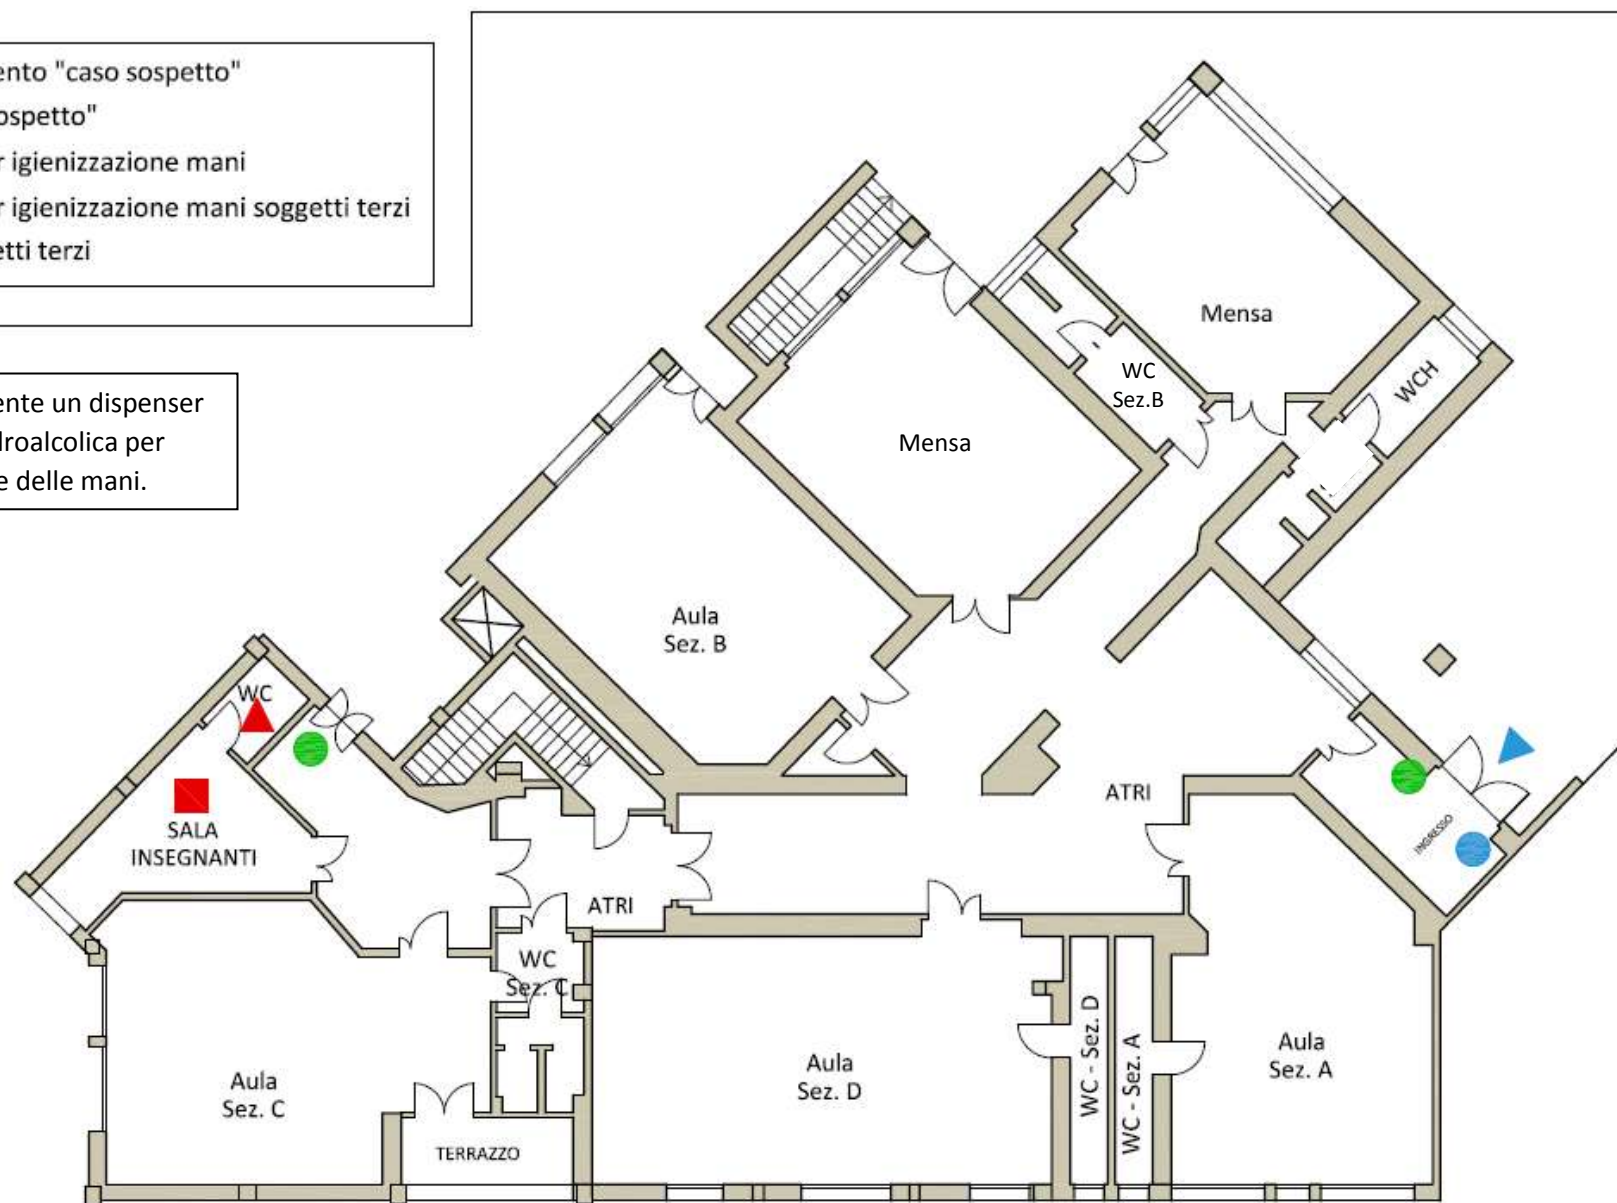 ento "caso sospetto"
ospetto"
r igienizzazione mani
r igienizzazione mani soggetti terzi
etti terzi
ente un dispenser
droalcolica per
e delle mani.
Mensa
WCH
WC
Sez.B
Mensa
Aula
Sez. B
WC
SALA
INSEGNANTI
ATRI
INGRESSO
ATRI
WC
Sez. C
Aula
Sez. C
TERRAZZO
Aula
Sez. D
WC - Sez. D
WC - Sez. A
Aula
Sez. A